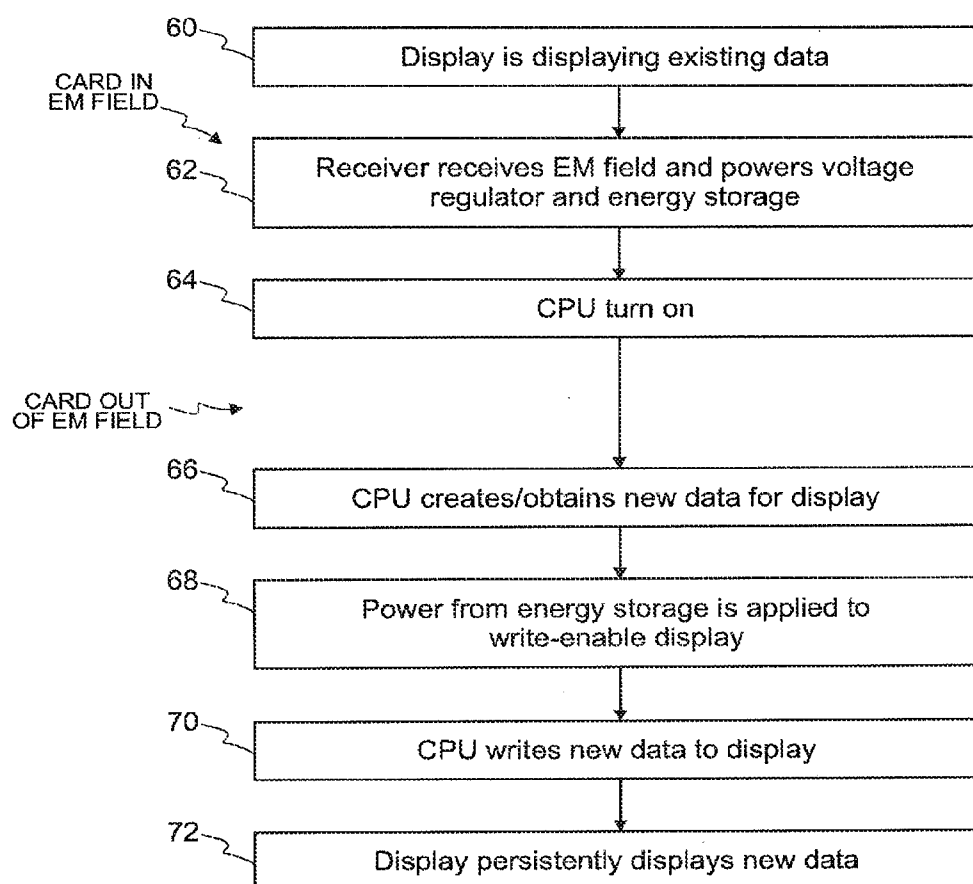 60
Display is displaying existing data
CARD IN
EM FIELD
62
Receiver receives EM field and powers voltage
regulator and energy storage
64
CPU turn on
CARD OUT
OF EM FIELD
66
CPU creates/obtains new data for display
68
Power from energy storage is applied to
write-enable display
70
CPU writes new data to display
72
Display persistently displays new data